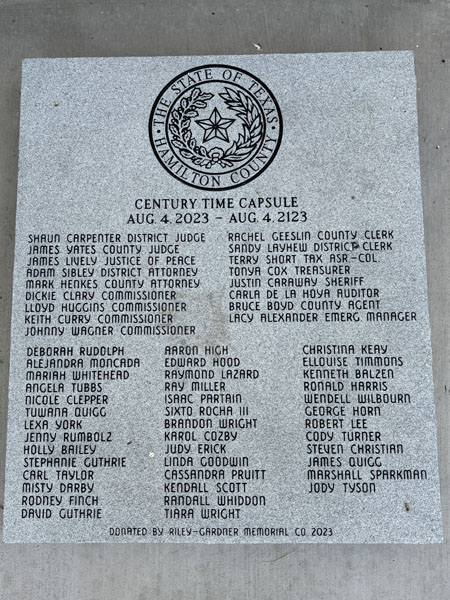 THE STATE OF TEXAS
HAMILTON COUNTY
CENTURY TIME CAPSULE
AUG. 4, 2023 - AUG. 4, 2123
SHAUN CARPENTER DISTRICT JUDGE
JAMES YATES COUNTY JUDGE
JAMES LIVELY JUSTICE OF PEACE
ADAM SIBLEY DISTRICT ATTORNEY
MARK HENKES COUNTY ATTORNEY
DICKIE CLARY COMMISSIONER
LLOYD HUGGINS COMMISSIONER
KEITH CURRY COMMISSIONER
JOHNNY WAGNER COMMISSIONER
RACHEL GEESLIN COUNTY CLERK
SANDY LAYHEW DISTRICT CLERK
TERRY SHORT TAX ASR-COL
TONYA COX TREASURER
JUSTIN CARAWAY SHERIFF
CARLA DE LA HOYA AUDITOR
BRUCE BOYD COUNTY AGENT
LACY ALEXANDER EMERG MANAGER
DEBORAH RUDOLPH
ALEJANDRA MONCADA
MARIAH WHITEHEAD
ANGELA TUBBS
NICOLE CLEPPER
TUWANA QUIGG
LEXA YORK
JENNY RUMBOLZ
HOLLY BAILEY
STEPHANIE GUTHRIE
CARL TAYLOR
MISTY DARBY
RODNEY FINCH
DAVID GUTHRIE
AARON HIGH
EDWARD HOOD
RAYMOND LAZARD
RAY MILLER
ISAAC PARTAIN
SIXTO ROCHA III
BRANDON WRIGHT
KAROL COZBY
JUDY ERICK
LINDA GOODWIN
CASSANDRA PRUITT
KENDALL SCOTT
RANDALL WHIDDON
TIARA WRIGHT
CHRISTINA KEAY
ELLOUISE TIMMONS
KENNETH BALZEN
RONALD HARRIS
WENDELL WILBOURN
GEORGE HORN
ROBERT LEE
CODY TURNER
STEVEN CHRISTIAN
JAMES QUIGG
MARSHALL SPARKMAN
JODY TYSON
DONATED BY RILEY-GARDNER MEMORIAL CO. 2023